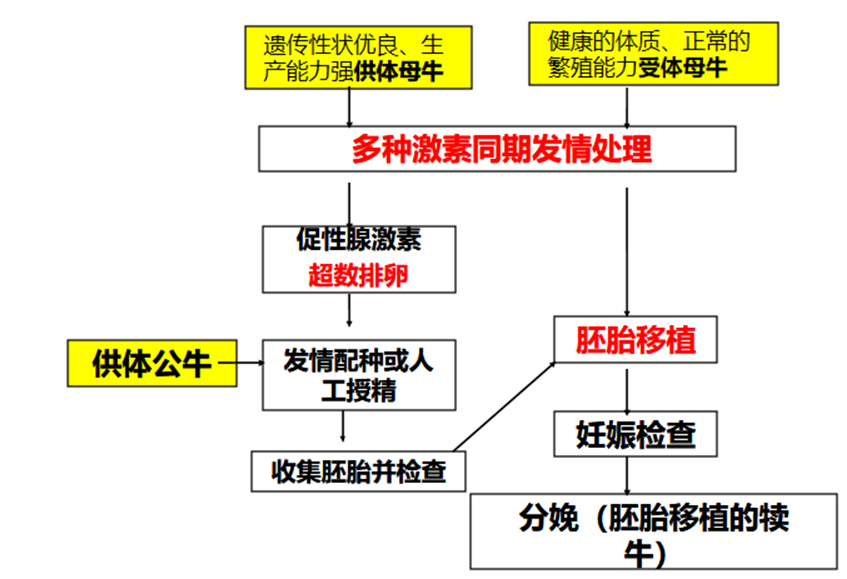 遗传性状优良、生
产能力强供体母牛
健康的体质、正常的
繁殖能力受体母牛
多种激素同期发情处理
促性腺激素
超数排卵
供体公牛
发情配种或人
工授精
收集胚胎并检查
胚胎移植
妊娠检查
分娩（胚胎移植的犊
牛）